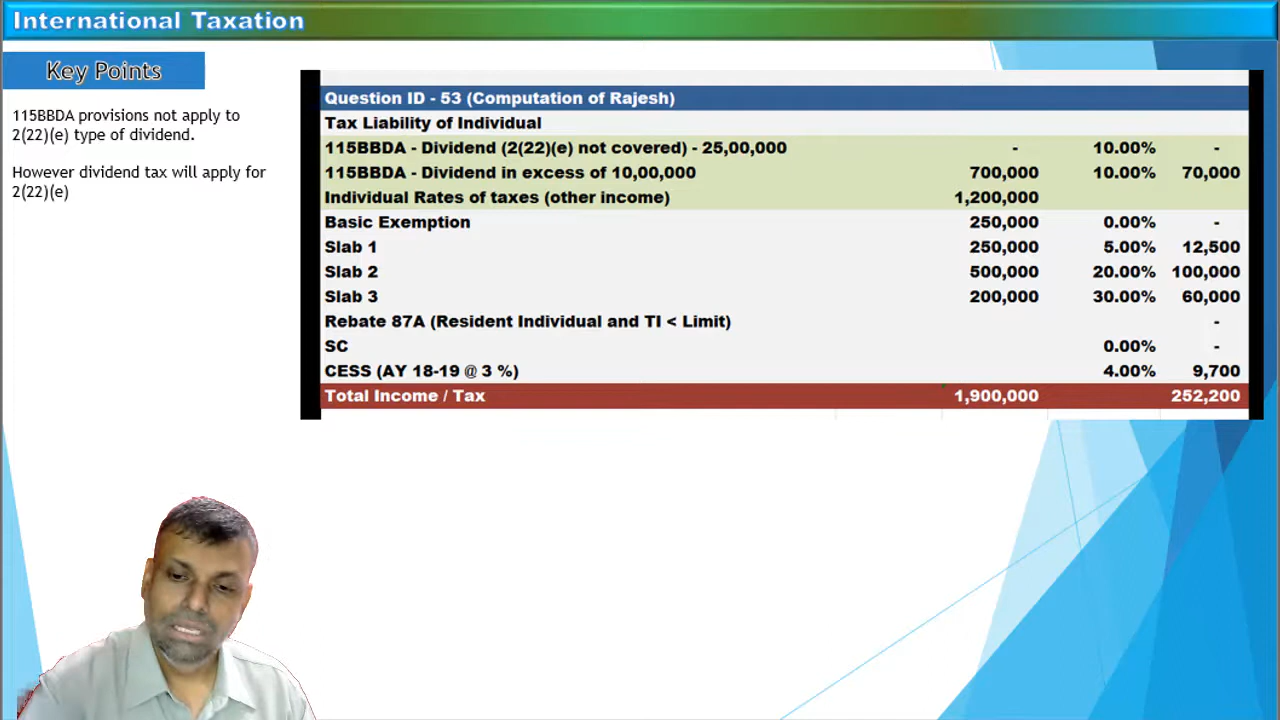 International Taxation
Key Points
115BBDA provisions not apply to
2(22)(e) type of dividend.
However dividend tax will apply for
2(22)(e)
Question ID - 53 (Computation of Rajesh)
Tax Liability of Individual
115BBDA - Dividend (2(22)(e) not covered) - 25,00,000 - 10.00% -
115BBDA - Dividend in excess of 10,00,000 700,000 10.00% 70,000
Individual Rates of taxes (other income) 1,200,000
Basic Exemption 250,000 0.00% -
Slab 1 250,000 5.00% 12,500
Slab 2 500,000 20.00% 100,000
Slab 3 200,000 30.00% 60,000
Rebate 87A (Resident Individual and TI < Limit) -
SC 0.00% -
CESS (AY 18-19 @ 3 %) 4.00% 9,700
Total Income / Tax 1,900,000 252,200